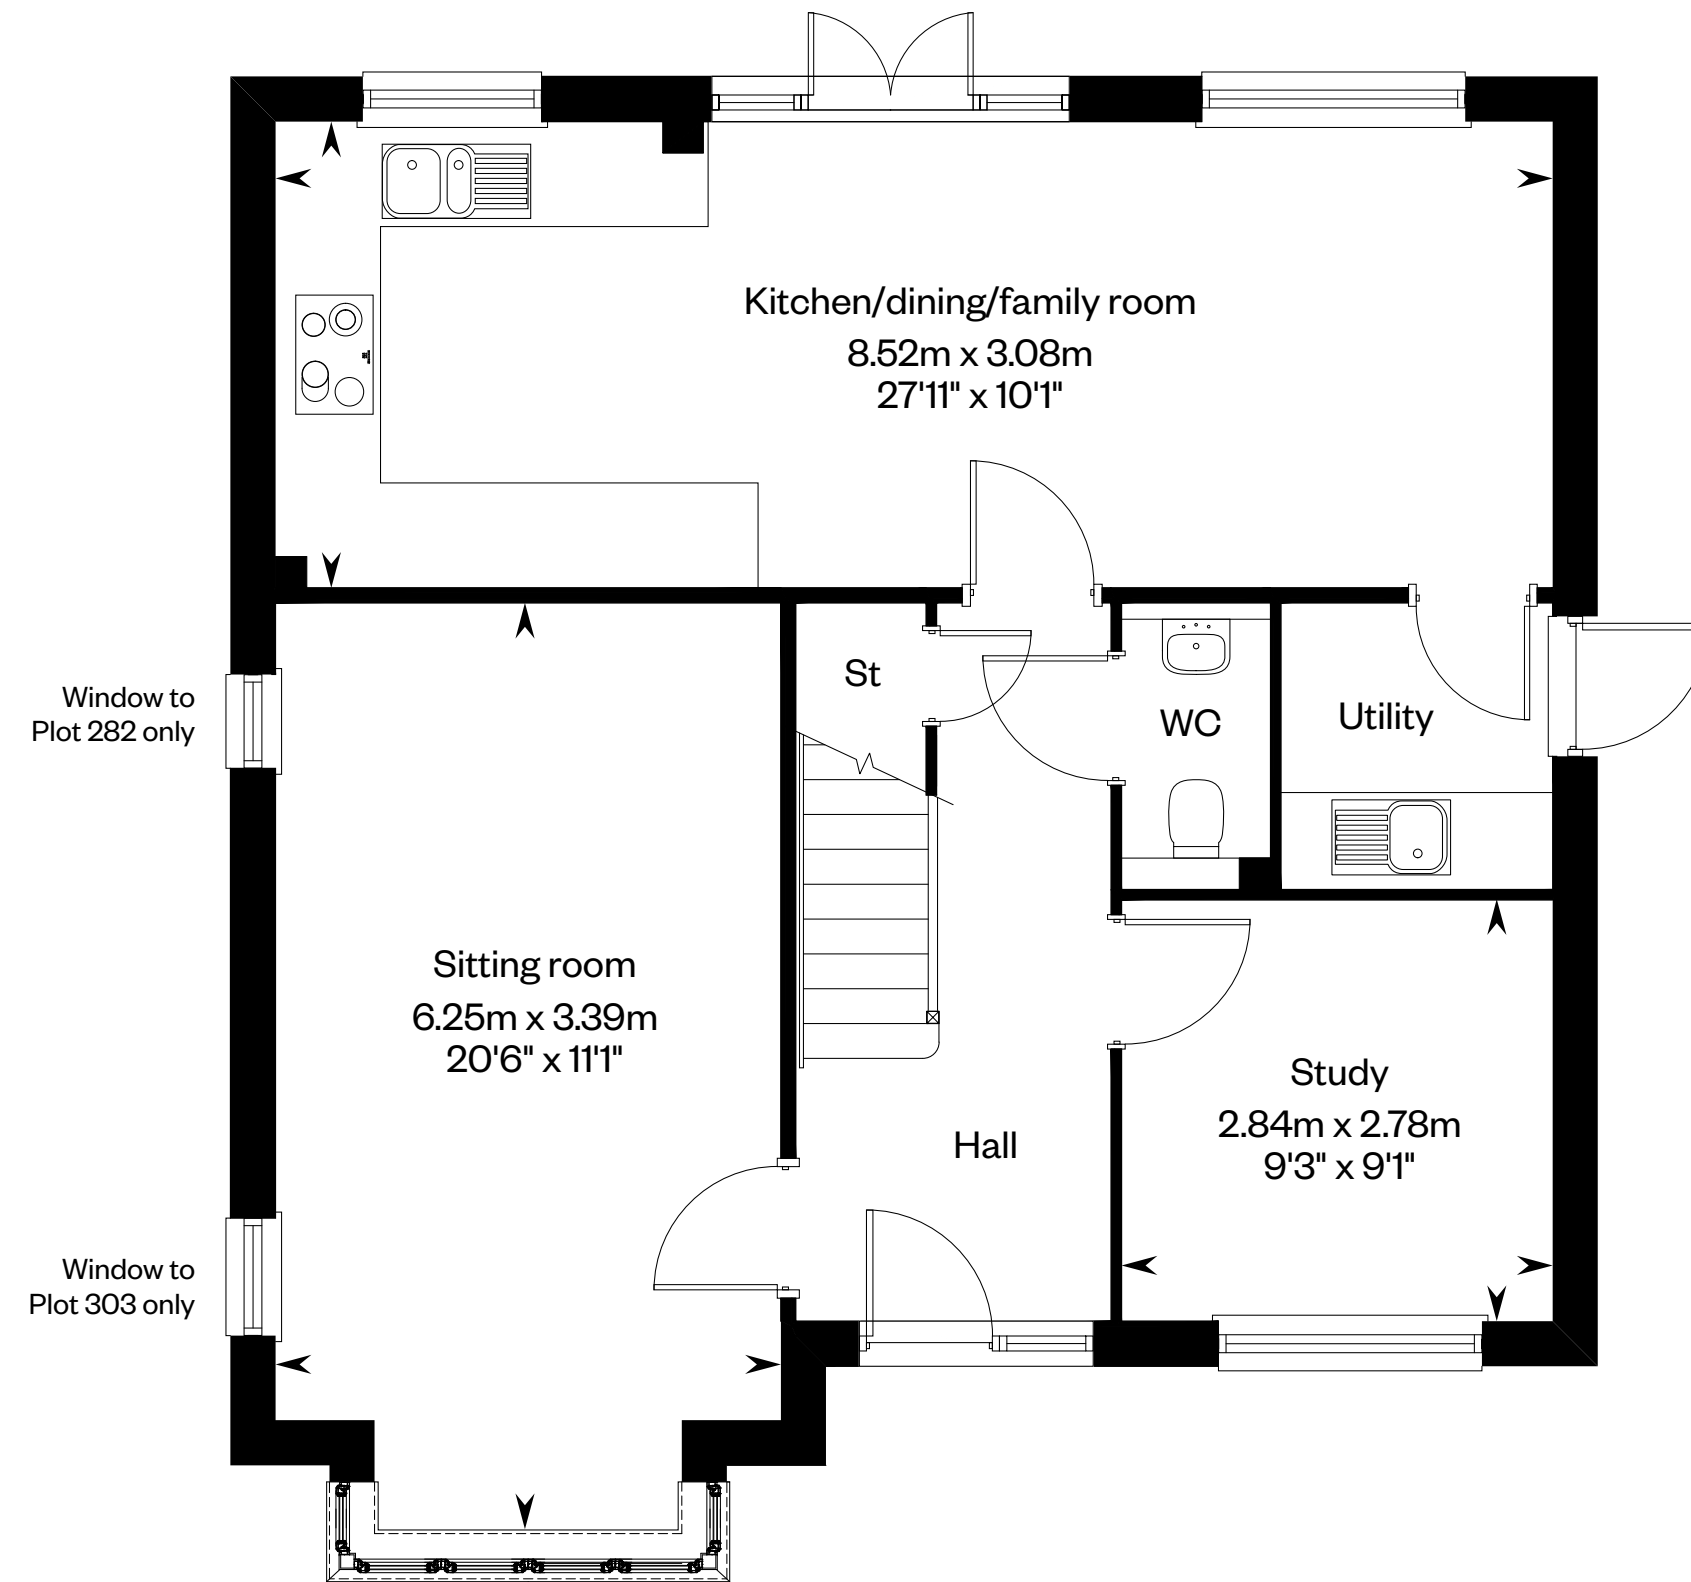 Kitchen/dining/family room
8.52m x 3.08m
27'11" x 10'1"
Window to
Plot 282 only
St
WC
Utility
Sitting room
6.25m x 3.39m
20'6" x 11'1"
Study
2.84m x 2.78m
9'3" x 9'1"
Hall
Window to
Plot 303 only